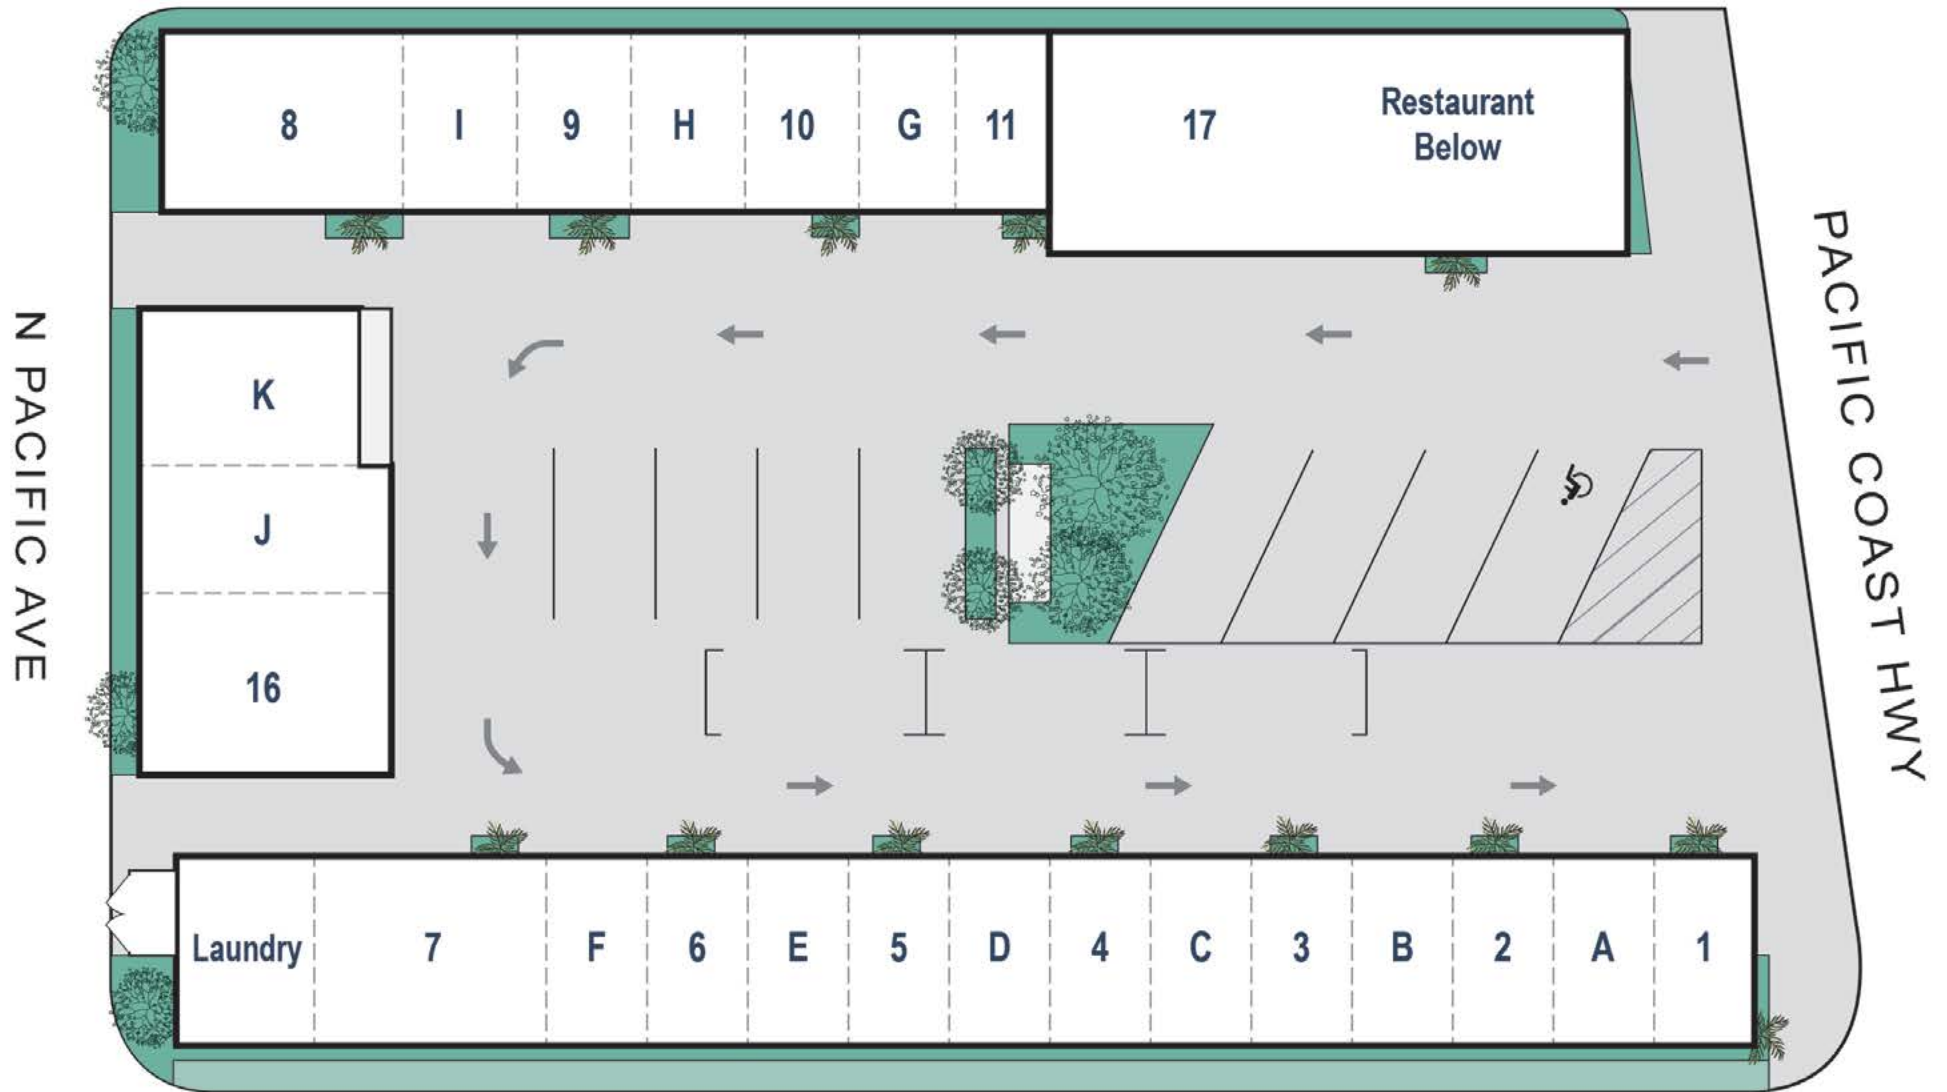 8
I
9
H
10
G
11
17
Restaurant
Below
N PACIFIC AVE
K
J
16
PACIFIC COAST HWY
Laundry
7
F
6
E
5
D
4
C
3
B
2
A
1